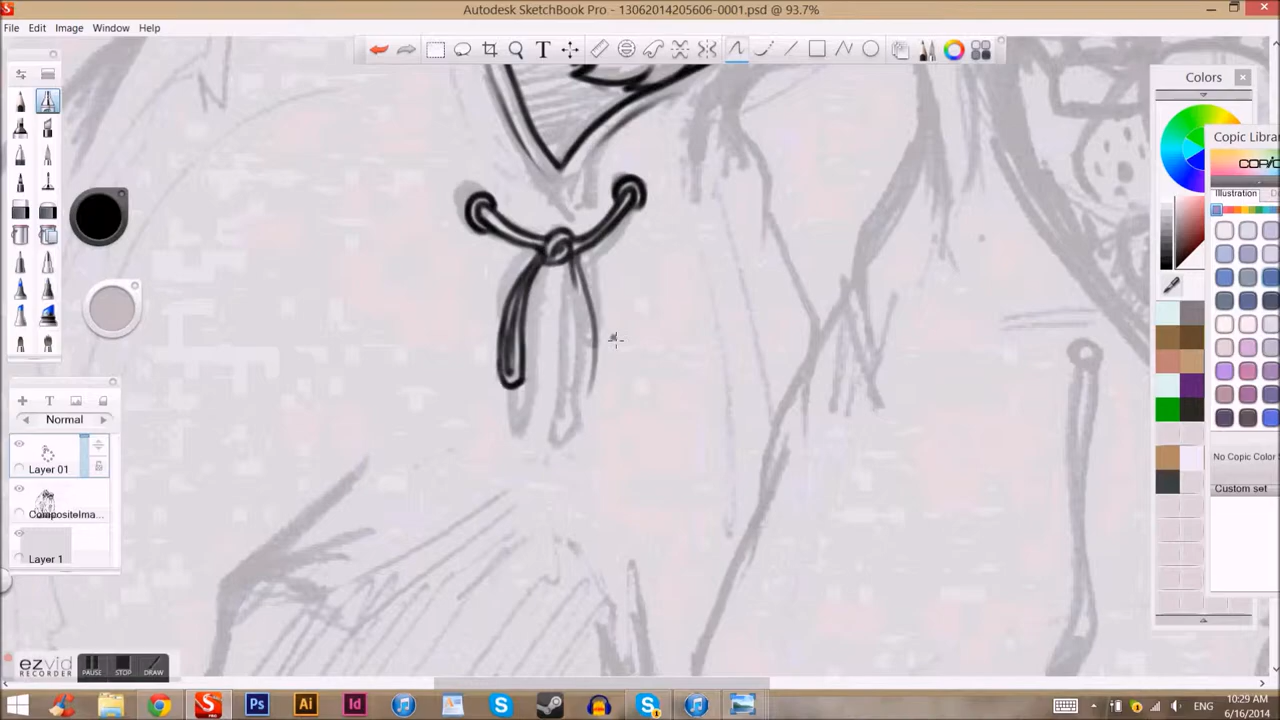 Autodesk SketchBook Pro - 13062014205606-0001.psd @ 93.7%
File Edit Image Window Help
Colors
Copic Libra
COPIC
Illustration
No Copic Color S
Custom set
Normal
Layer 01
CompositeIma...
Layer 1
ezvid
RECORDER
PAUSE STOP DRAW
ENG
10:29 AM
6/16/2014